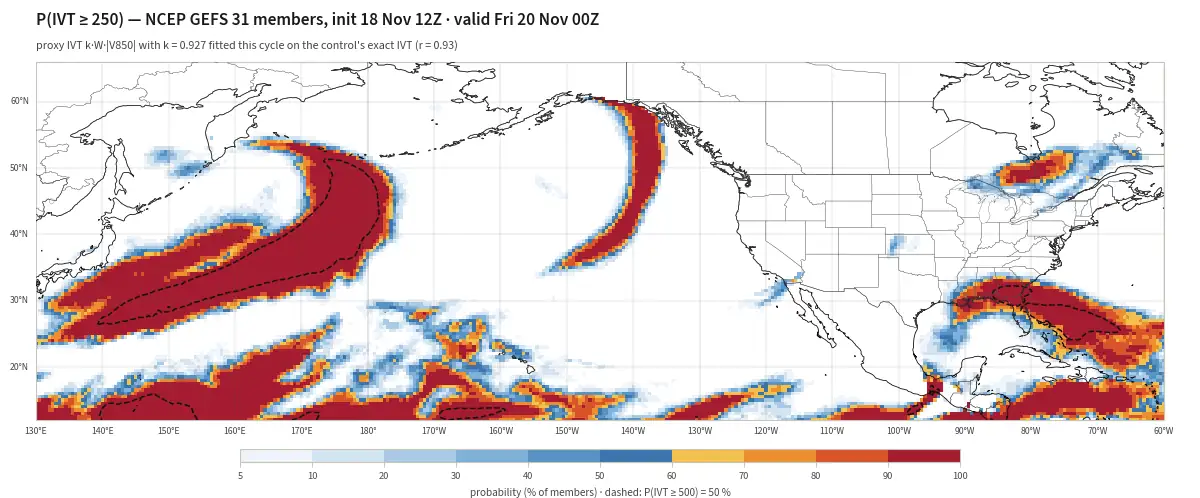 P(IVT ≥ 250) — NCEP GEFS 31 members, init 18 Nov 12Z · valid Fri 20 Nov 00Z
proxy IVT k·W·|V850| with k = 0.927 fitted this cycle on the control's exact IVT (r = 0.93)
60°N
50°N
40°N
30°N
20°N
130°E 140°E 150°E 160°E 170°E 180° 170°W 160°W 150°W 140°W 130°W 120°W 110°W 100°W 90°W 80°W 70°W 60°W
5 10 20 30 40 50 60 70 80 90 100
probability (% of members) · dashed: P(IVT ≥ 500) = 50 %